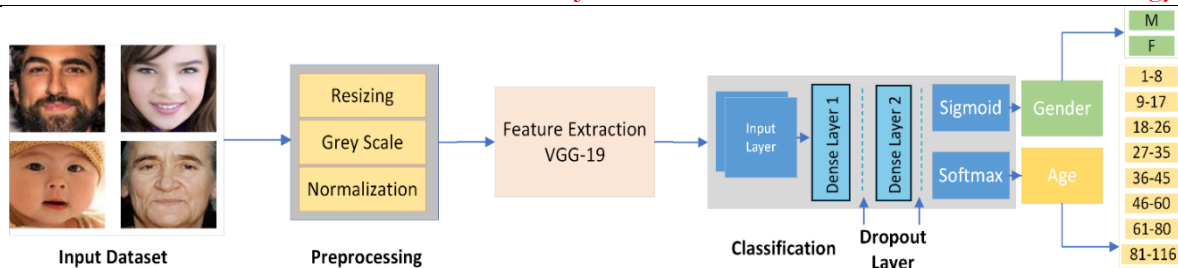 Input Dataset
Resizing
Grey Scale
Normalization
Preprocessing
Feature Extraction
VGG-19
Input
Layer
Dense Layer 1
Dense Layer 2
Classification
Dropout
Layer
Sigmoid
Softmax
Gender
Age
M
F
1-8
9-17
18-26
27-35
36-45
46-60
61-80
81-116